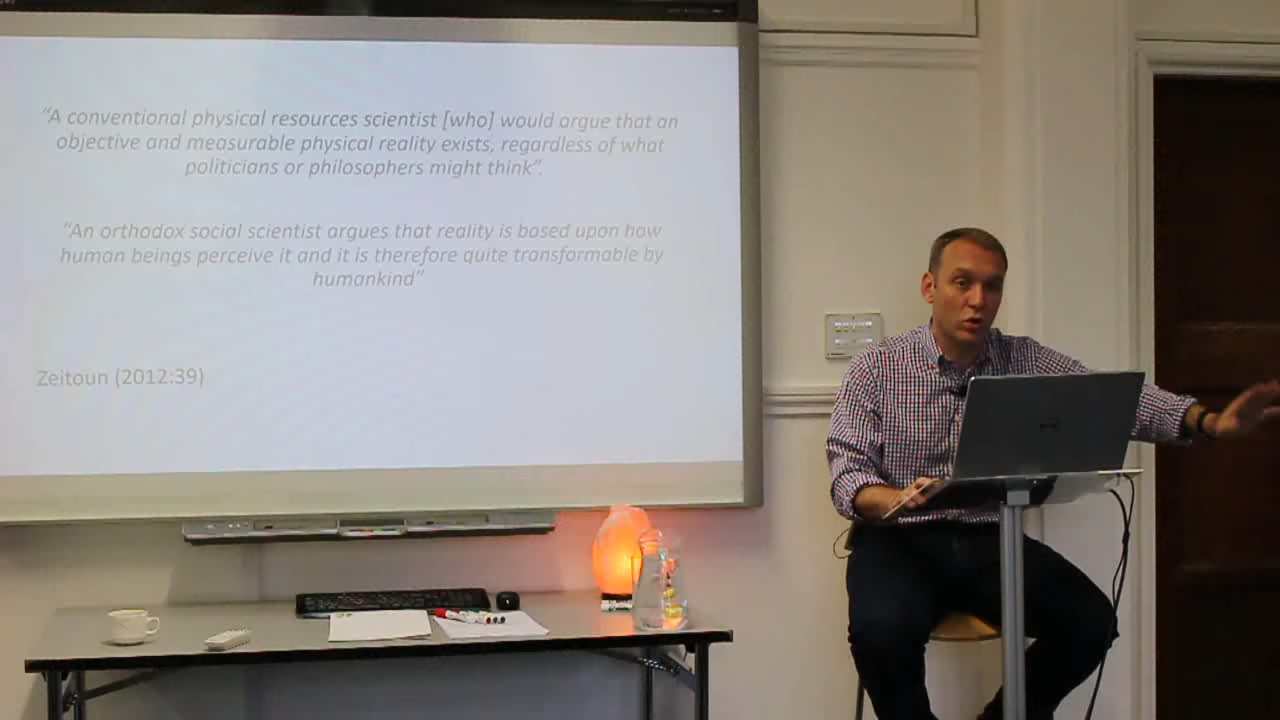 “A conventional physical resources scientist [who] would argue that an
objective and measurable physical reality exists, regardless of what
politicians or philosophers might think”.
“An orthodox social scientist argues that reality is based upon how
human beings perceive it and it is therefore quite transformable by
humankind”
Zeitoun (2012:39)